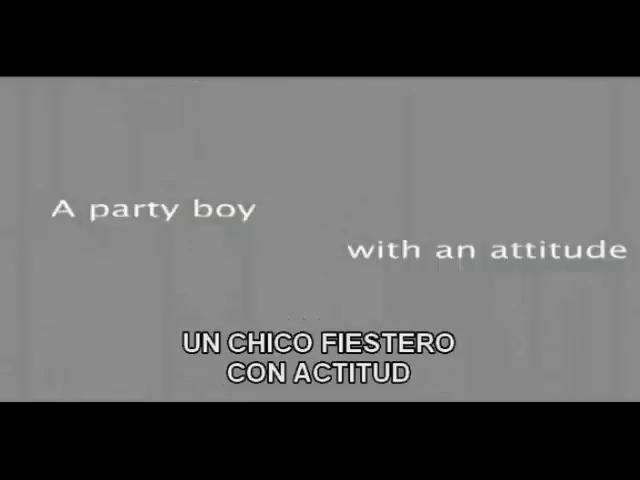 A party boy
with an attitude
UN CHICO FIESTERO
CON ACTITUD